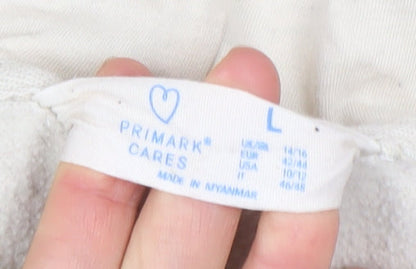 L
PRIMARK®
CARES
UK/IRL 14/16
EUR 42/44
USA 10/12
IT 46/48
MADE IN MYANMAR